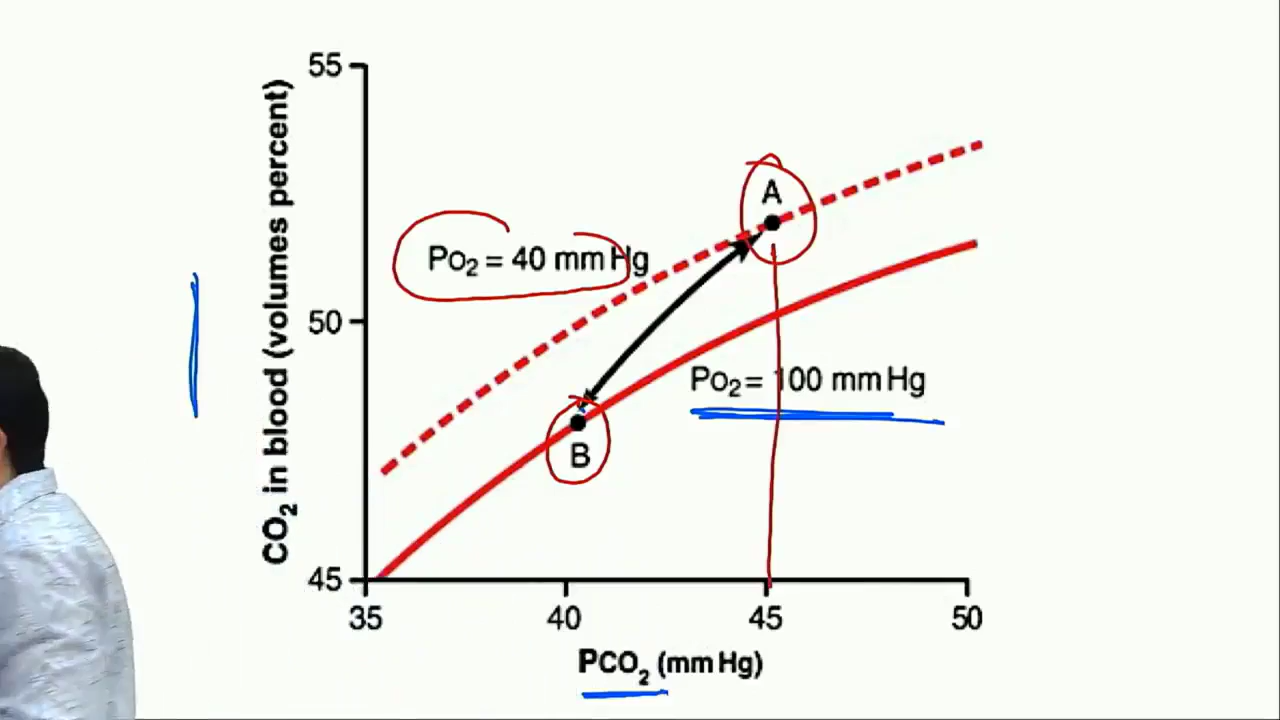 55
A
Po₂ = 40 mm Hg
50
Po₂ = 100 mm Hg
B
45
35 40 45 50
PCO₂ (mm Hg)
CO₂ in blood (volumes percent)